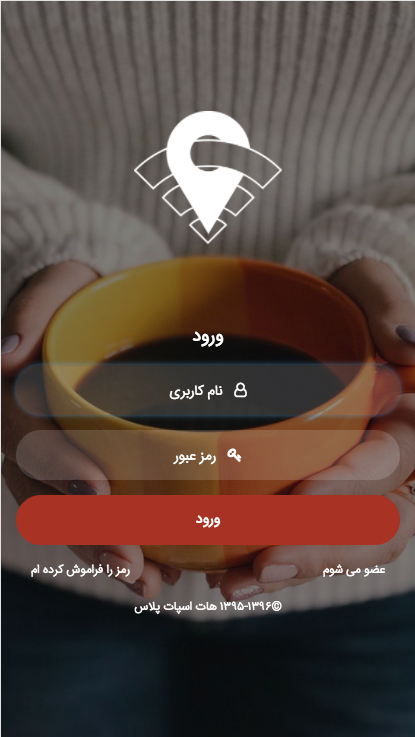 ورود
نام کاربری
رمز عبور
ورود
عضو می شوم
رمز را فراموش کرده ام
©۱۳۹۵-۱۳۹۶ هات اسپات پلاس